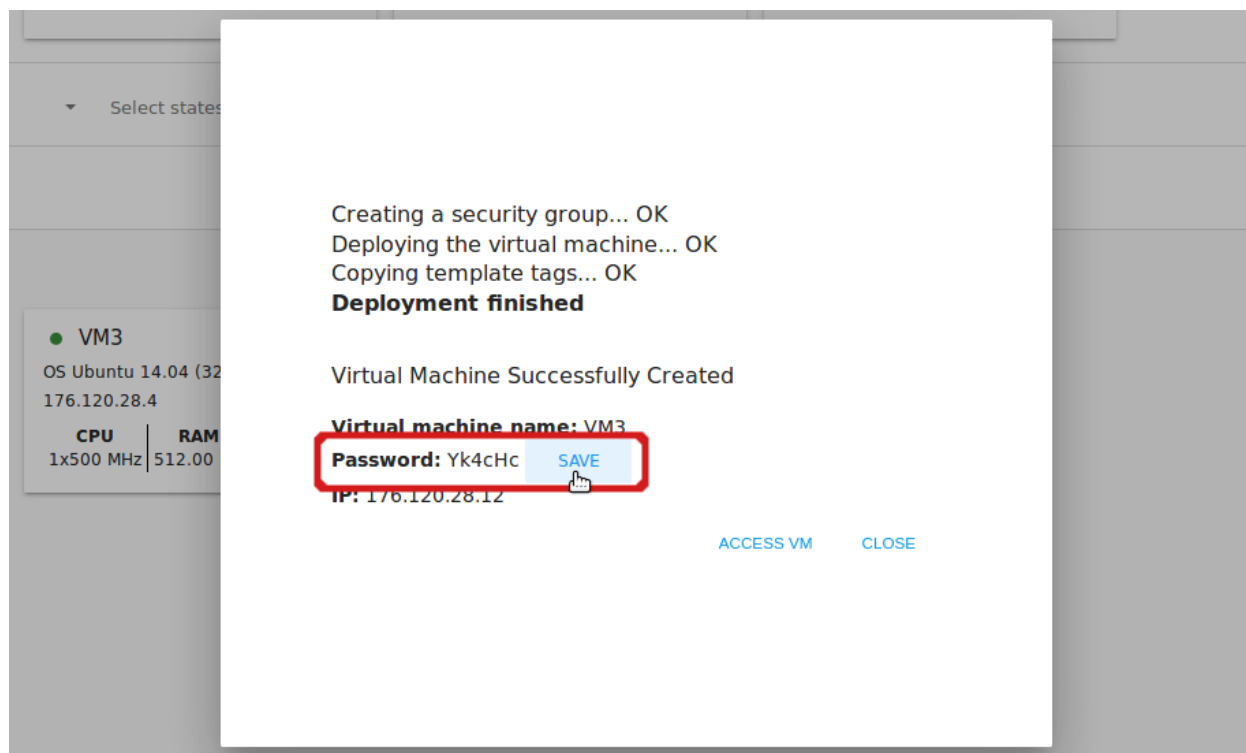 Select states
Creating a security group... OK
Deploying the virtual machine... OK
Copying template tags... OK
Deployment finished
VM3
OS Ubuntu 14.04 (32
176.120.28.4
CPU RAM
1x500 MHz 512.00
Virtual Machine Successfully Created
Virtual machine name: VM3
Password: Yk4cHc SAVE
IP: 176.120.28.12
ACCESS VM CLOSE